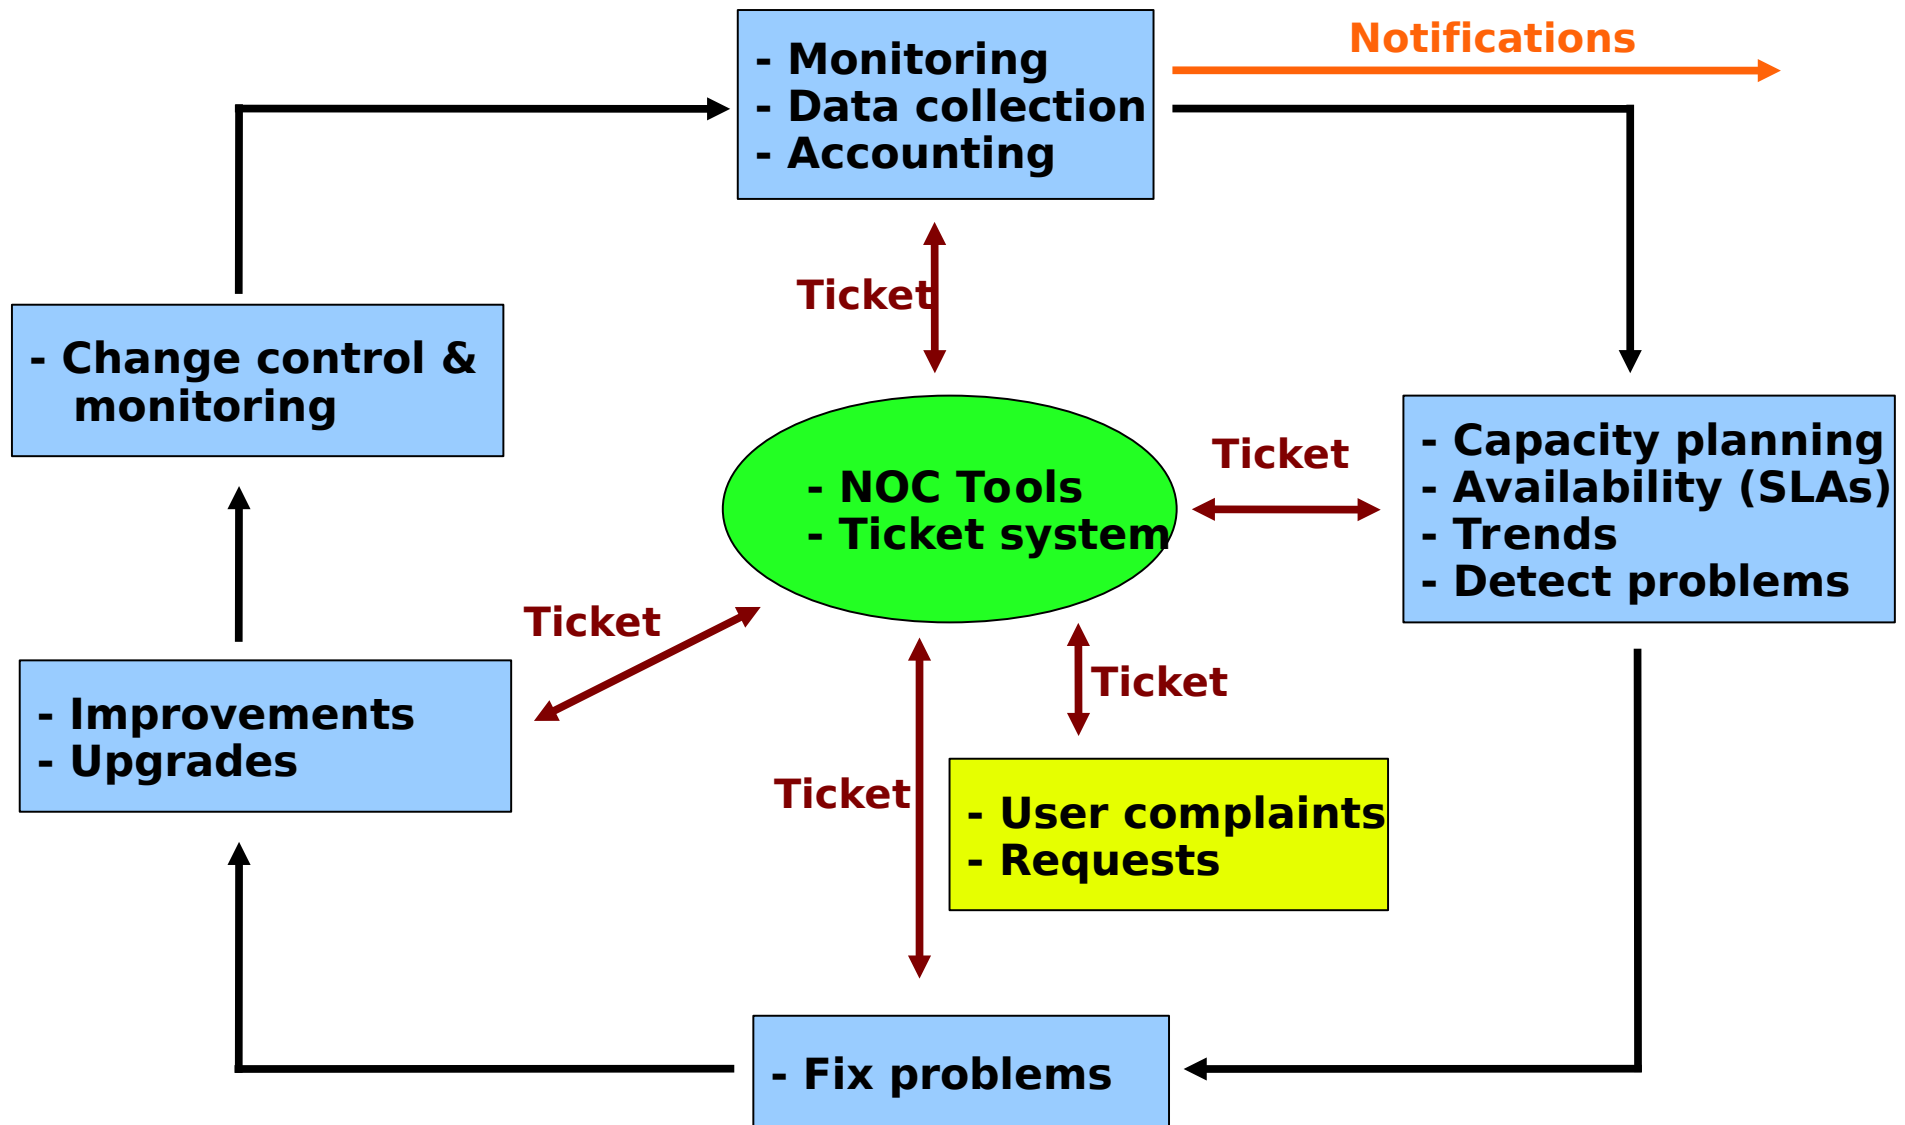 - Monitoring
- Data collection
- Accounting
Notifications
Ticket
- Change control &
monitoring
- NOC Tools
- Ticket system
Ticket
- Capacity planning
- Availability (SLAs)
- Trends
- Detect problems
Ticket
- Improvements
- Upgrades
Ticket
Ticket
- User complaints
- Requests
- Fix problems